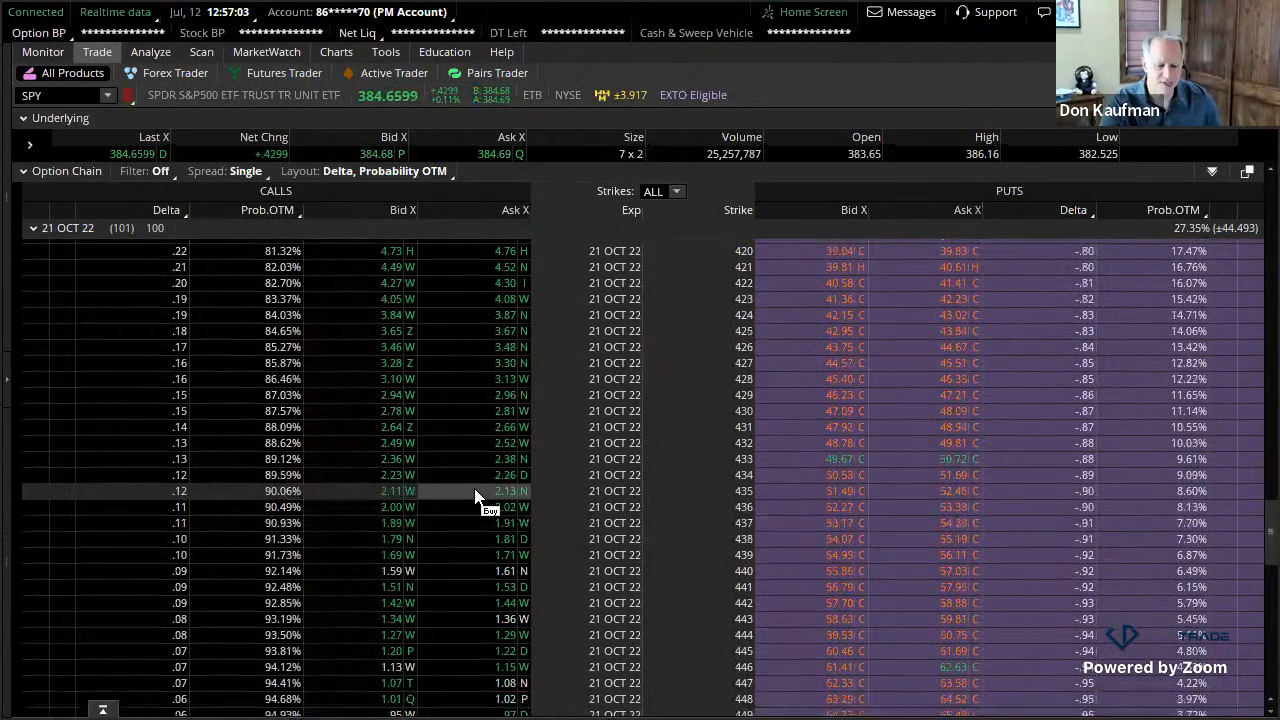 Connected Realtime data Jul, 12 12:57:03 Account: 86*****70 (PM Account) Home Screen Messages Support
Option BP ************** Stock BP ************** Net Liq ************** DT Left ************** Cash & Sweep Vehicle **************
Monitor Trade Analyze Scan MarketWatch Charts Tools Education Help
All Products Forex Trader Futures Trader Active Trader Pairs Trader
SPY SPDR S&P500 ETF TRUST TR UNIT ETF 384.6599 +.4299 +0.11% B: 384.68 A: 384.69 ETB NYSE ±3.917 EXTO Eligible
Don Kaufman
Underlying
Last X Net Chng Bid X Ask X Size Volume Open High Low
384.6599 D +.4299 384.68 P 384.69 Q 7 x 2 25,257,787 383.65 386.16 382.525
Option Chain Filter: Off Spread: Single Layout: Delta, Probability OTM
CALLS Strikes: ALL PUTS
Delta Prob.OTM Bid X Ask X Exp Strike Bid X Ask X Delta Prob.OTM
21 OCT 22 (101) 100 27.35% (±44.493)
.22 81.32% 4.73 H 4.76 H 21 OCT 22 420 39.04 C 39.83 C -.80 17.47%
.21 82.03% 4.49 W 4.52 N 21 OCT 22 421 39.81 H 40.61 H -.80 16.76%
.20 82.70% 4.27 W 4.30 I 21 OCT 22 422 40.58 C 41.41 C -.81 16.07%
.19 83.37% 4.05 W 4.08 W 21 OCT 22 423 41.36 C 42.23 C -.82 15.42%
.19 84.03% 3.84 W 3.87 N 21 OCT 22 424 42.15 C 43.02 C -.83 14.71%
.18 84.65% 3.65 Z 3.67 N 21 OCT 22 425 42.95 C 43.84 C -.83 14.06%
.17 85.27% 3.46 W 3.48 N 21 OCT 22 426 43.75 C 44.67 C -.84 13.42%
.16 85.87% 3.28 Z 3.30 N 21 OCT 22 427 44.57 C 45.51 C -.85 12.82%
.16 86.46% 3.10 W 3.13 W 21 OCT 22 428 45.40 C 46.35 C -.85 12.22%
.15 87.03% 2.94 W 2.96 N 21 OCT 22 429 46.23 C 47.21 C -.86 11.65%
.15 87.57% 2.78 W 2.81 W 21 OCT 22 430 47.09 C 48.09 C -.87 11.14%
.14 88.09% 2.64 Z 2.66 W 21 OCT 22 431 47.92 C 48.94 C -.87 10.55%
.13 88.62% 2.49 W 2.52 W 21 OCT 22 432 48.78 C 49.81 C -.88 10.03%
.13 89.12% 2.36 W 2.38 N 21 OCT 22 433 49.67 C 50.72 C -.88 9.61%
.12 89.59% 2.23 W 2.26 D 21 OCT 22 434 50.53 C 51.59 C -.89 9.09%
.12 90.06% 2.11 W 2.13 N 21 OCT 22 435 C 52.46 C -.90 8.60%
Buy
.11 90.49% 2.00 W .02 W 21 OCT 22 436 52.27 C 53.38 C -.90 8.13%
.11 90.93% 1.89 W 1.91 W 21 OCT 22 437 53.17 C 54.28 C -.91 7.70%
.10 91.33% 1.79 N 1.81 D 21 OCT 22 438 54.07 C 55.19 C -.91 7.30%
.10 91.73% 1.69 W 1.71 W 21 OCT 22 439 54.95 C 56.11 C -.92 6.87%
.09 92.14% 1.59 W 1.61 N 21 OCT 22 440 55.86 C 57.03 C -.92 6.49%
.09 92.48% 1.51 N 1.53 D 21 OCT 22 441 56.79 C 57.95 C -.92 6.15%
.09 92.85% 1.42 W 1.44 W 21 OCT 22 442 57.70 C 58.88 C -.93 5.79%
.08 93.19% 1.34 W 1.36 W 21 OCT 22 443 58.63 C 59.81 C -.93 5.45%
.08 93.50% 1.27 W 1.29 W 21 OCT 22 444 59.53 C 60.75 C -.94
.07 93.81% 1.20 P 1.22 D 21 OCT 22 445 60.46 C 61.69 C -.94 4.80%
.07 94.12% 1.13 W 1.15 W 21 OCT 22 446 61.41 C 62.63 C
.07 94.41% 1.07 T 1.08 N 21 OCT 22 447 62.33 C 63.58 C -.95 4.22%
.06 94.68% 1.01 Q 1.02 P 21 OCT 22 448 63.29 C 64.52 C -.95 3.97%
.06 94.93% .95 W .97 D 21 OCT 22 449 C 65.48 C -.95 3.72%
TRADE
Powered by Zoom